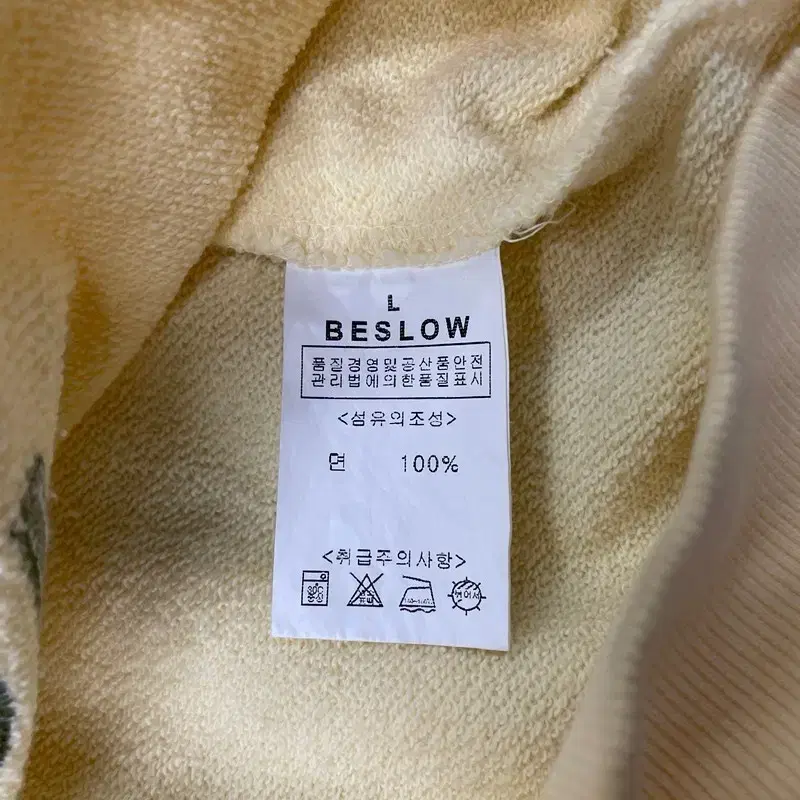 L
BESLOW
품질경영및공산품안전
관리법에의한품질표시
<섬유의조성>
면 100%
<취급주의사항>